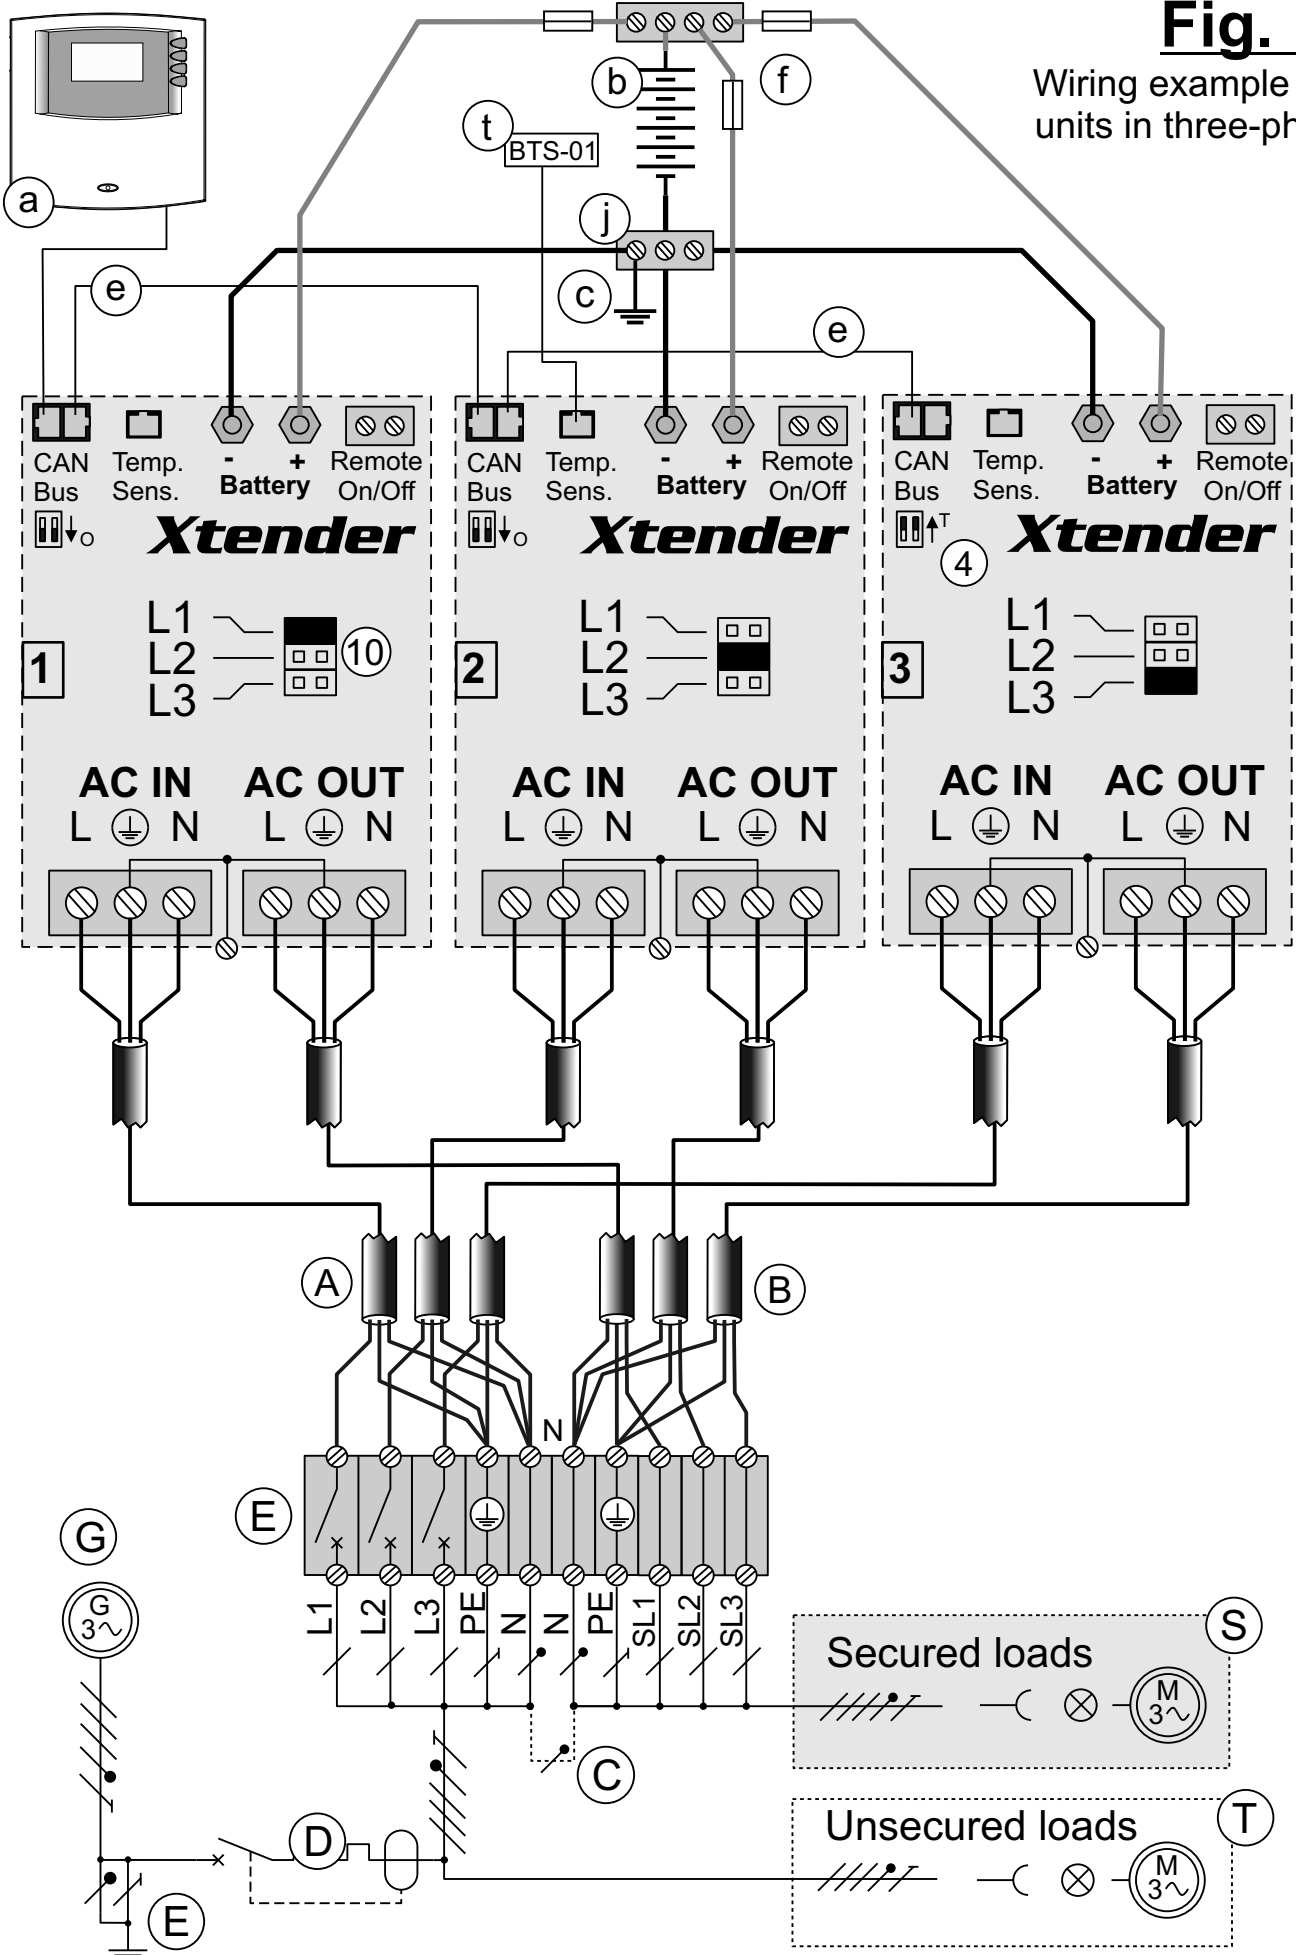 Fig.
Wiring example
units in three-ph
b
f
t
BTS-01
a
j
e
c
e
CAN Bus
Temp. Sens.
- +
Battery
Remote On/Off
O
Xtender
L1
L2
L3
10
1
AC IN
AC OUT
L N
L N
CAN Bus
Temp. Sens.
- +
Battery
Remote On/Off
O
Xtender
L1
L2
L3
2
AC IN
AC OUT
L N
L N
CAN Bus
Temp. Sens.
- +
Battery
Remote On/Off
T
4
Xtender
L1
L2
L3
3
AC IN
AC OUT
L N
L N
A
B
N
E
G
G
3~
L1
L2
L3
PE
N
N
PE
SL1
SL2
SL3
Secured loads
S
M
3~
C
D
Unsecured loads
T
M
3~
E